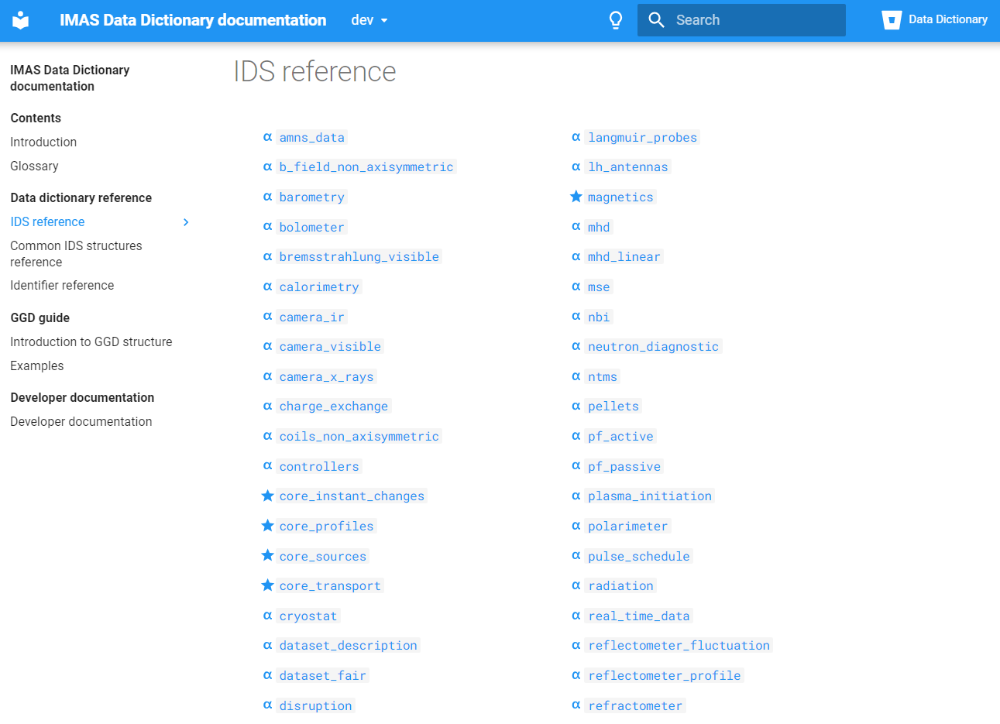 IMAS Data Dictionary documentation
dev
Search
Data Dictionary
IMAS Data Dictionary
documentation
Contents
Introduction
Glossary
Data dictionary reference
IDS reference
Common IDS structures
reference
Identifier reference
GGD guide
Introduction to GGD structure
Examples
Developer documentation
Developer documentation
IDS reference
α amns_data
α b_field_non_axisymmetric
α barometry
α bolometer
α bremsstrahlung_visible
α calorimetry
α camera_ir
α camera_visible
α camera_x_rays
α charge_exchange
α coils_non_axisymmetric
α controllers
★ core_instant_changes
★ core_profiles
★ core_sources
★ core_transport
α cryostat
α dataset_description
α dataset_fair
α disruption
α langmuir_probes
α lh_antennas
★ magnetics
α mhd
α mhd_linear
α mse
α nbi
α neutron_diagnostic
α ntms
α pellets
α pf_active
α pf_passive
α plasma_initiation
α polarimeter
α pulse_schedule
α radiation
α real_time_data
α reflectometer_fluctuation
α reflectometer_profile
α refractometer